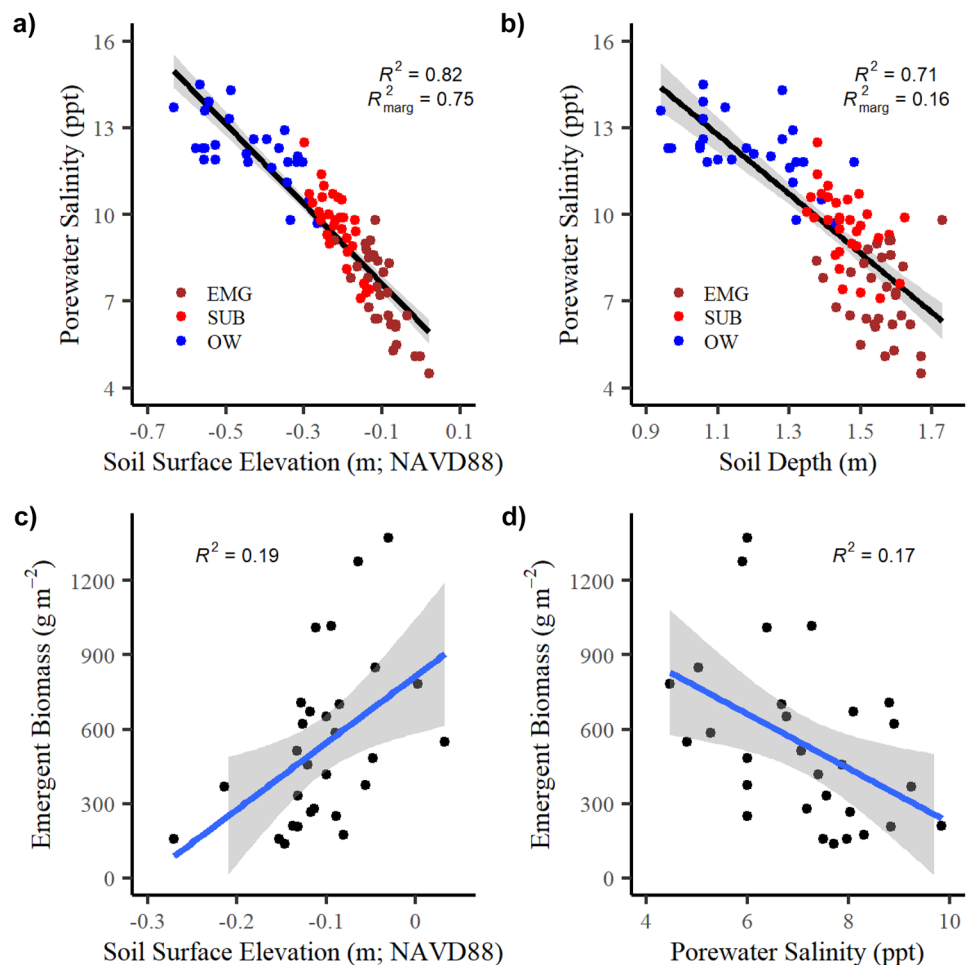 a)
Porewater Salinity (ppt)
16
13
10
7
4
R² = 0.82
R²marg = 0.75
EMG
SUB
OW
-0.7 -0.5 -0.3 -0.1 0.1
Soil Surface Elevation (m; NAVD88)
b)
Porewater Salinity (ppt)
16
13
10
7
4
R² = 0.71
R²marg = 0.16
EMG
SUB
OW
0.9 1.1 1.3 1.5 1.7
Soil Depth (m)
c)
Emergent Biomass (g m⁻²)
1200
900
600
300
0
R² = 0.19
-0.3 -0.2 -0.1 0
Soil Surface Elevation (m; NAVD88)
d)
Emergent Biomass (g m⁻²)
1200
900
600
300
0
R² = 0.17
4 6 8 10
Porewater Salinity (ppt)